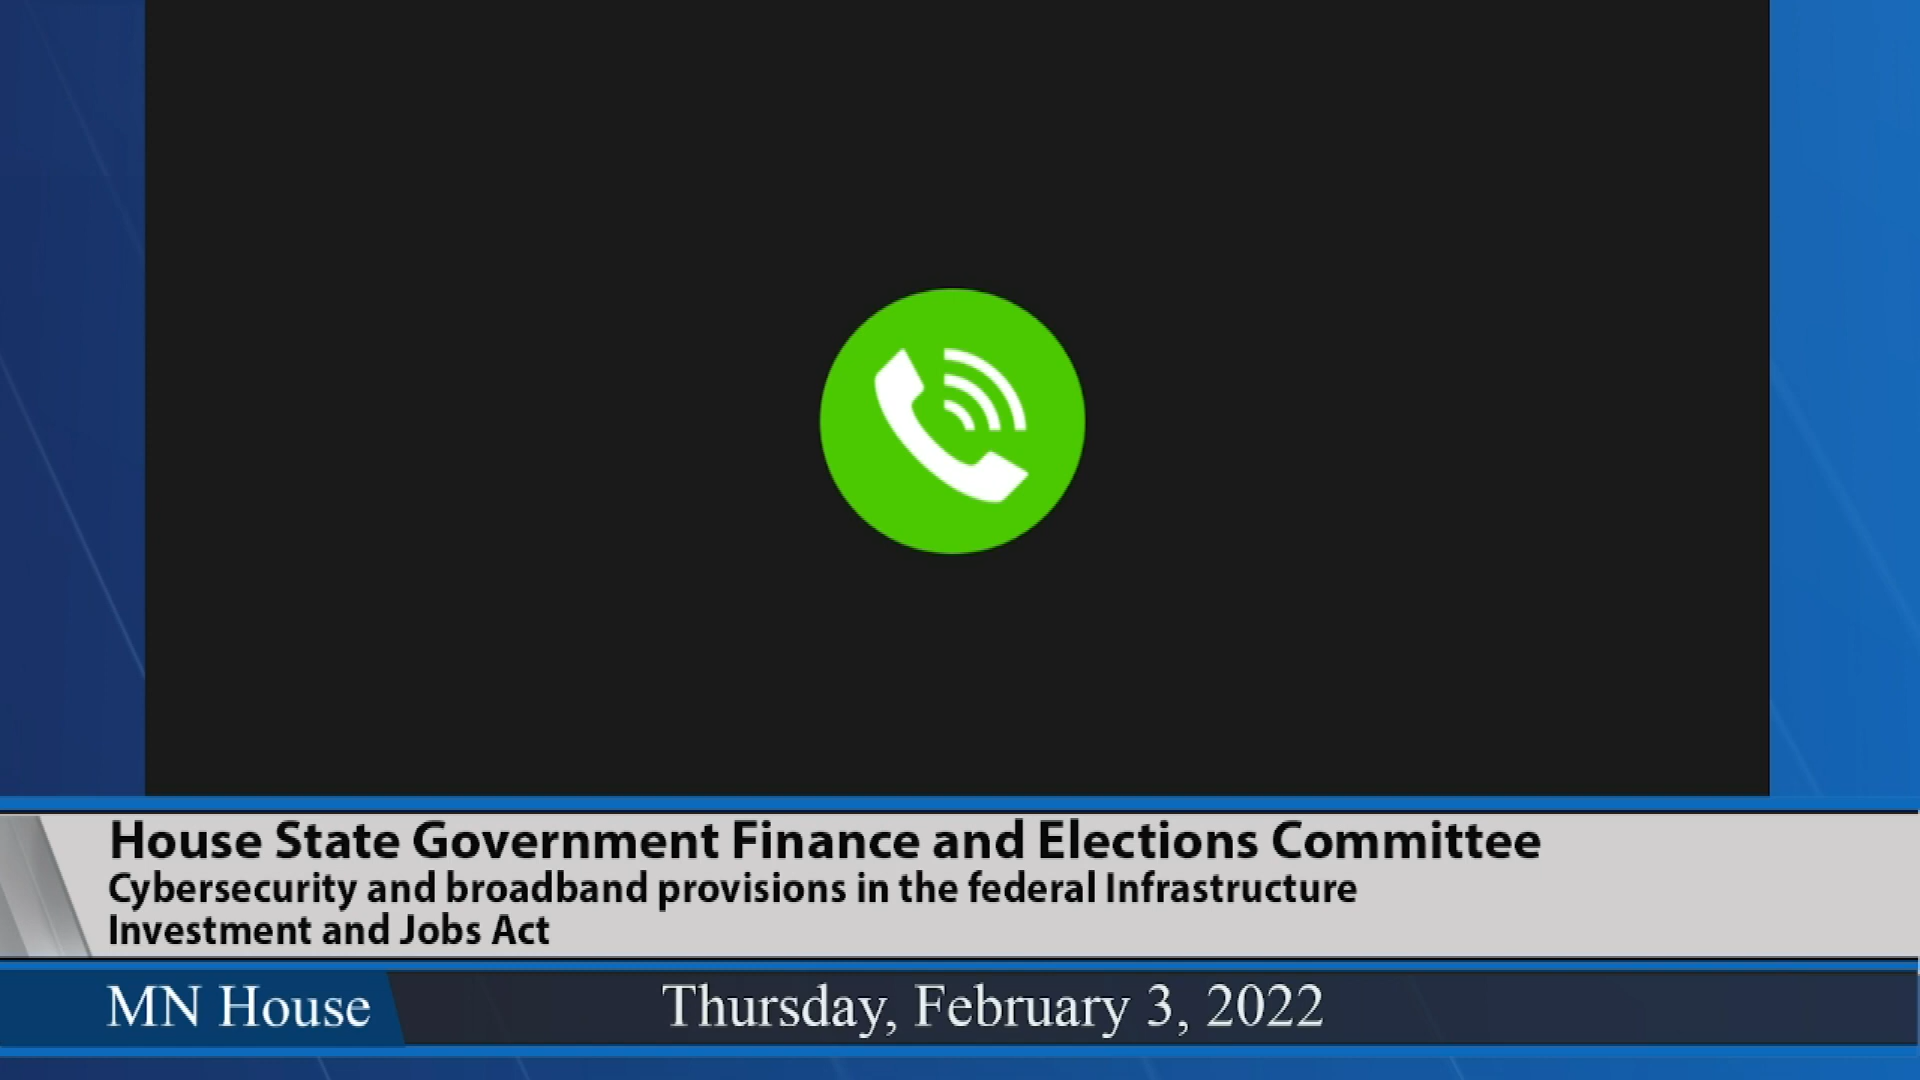 House State Government Finance and Elections Committee
Cybersecurity and broadband provisions in the federal Infrastructure
Investment and Jobs Act
MN House
Thursday, February 3, 2022